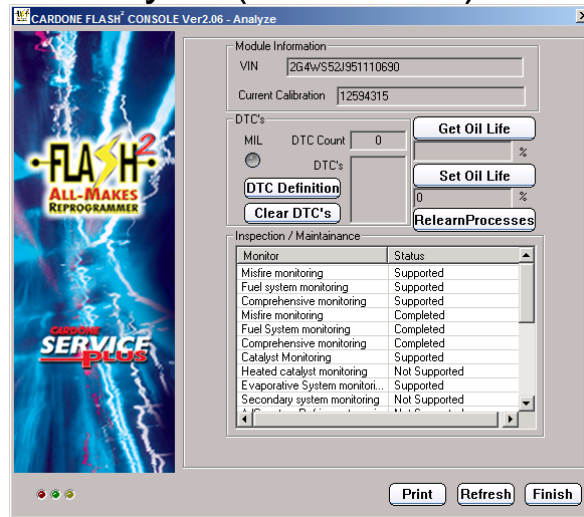 CARDONE FLASH² CONSOLE Ver2.06 - Analyze
Module Information
VIN 2G4WS52J951110690
Current Calibration 12594315
DTC's
MIL DTC Count 0
DTC's
DTC Definition
Clear DTC's
Get Oil Life
%
Set Oil Life
0 %
RelearnProcesses
Inspection / Maintainance
Monitor Status
Misfire monitoring Supported
Fuel system monitoring Supported
Comprehensive monitoring Supported
Misfire monitoring Completed
Fuel System monitoring Completed
Comprehensive monitoring Completed
Catalyst Monitoring Supported
Heated catalyst monitoring Not Supported
Evaporative System monitori... Supported
Secondary system monitoring Not Supported
FLASH2
ALL-MAKES
REPROGRAMMER
CARDONE
SERVICE
PLUS
Print Refresh Finish